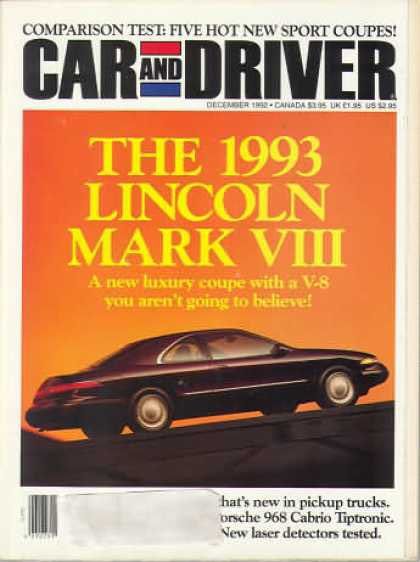 COMPARISON TEST: FIVE HOT NEW SPORT COUPES!
CAR AND DRIVER
DECEMBER 1992 • CANADA $3.95 UK £1.95 US $2.95
THE 1993
LINCOLN
MARK VIII
A new luxury coupe with a V-8
you aren't going to believe!
that's new in pickup trucks.
orsche 968 Cabrio Tiptronic.
New laser detectors tested.